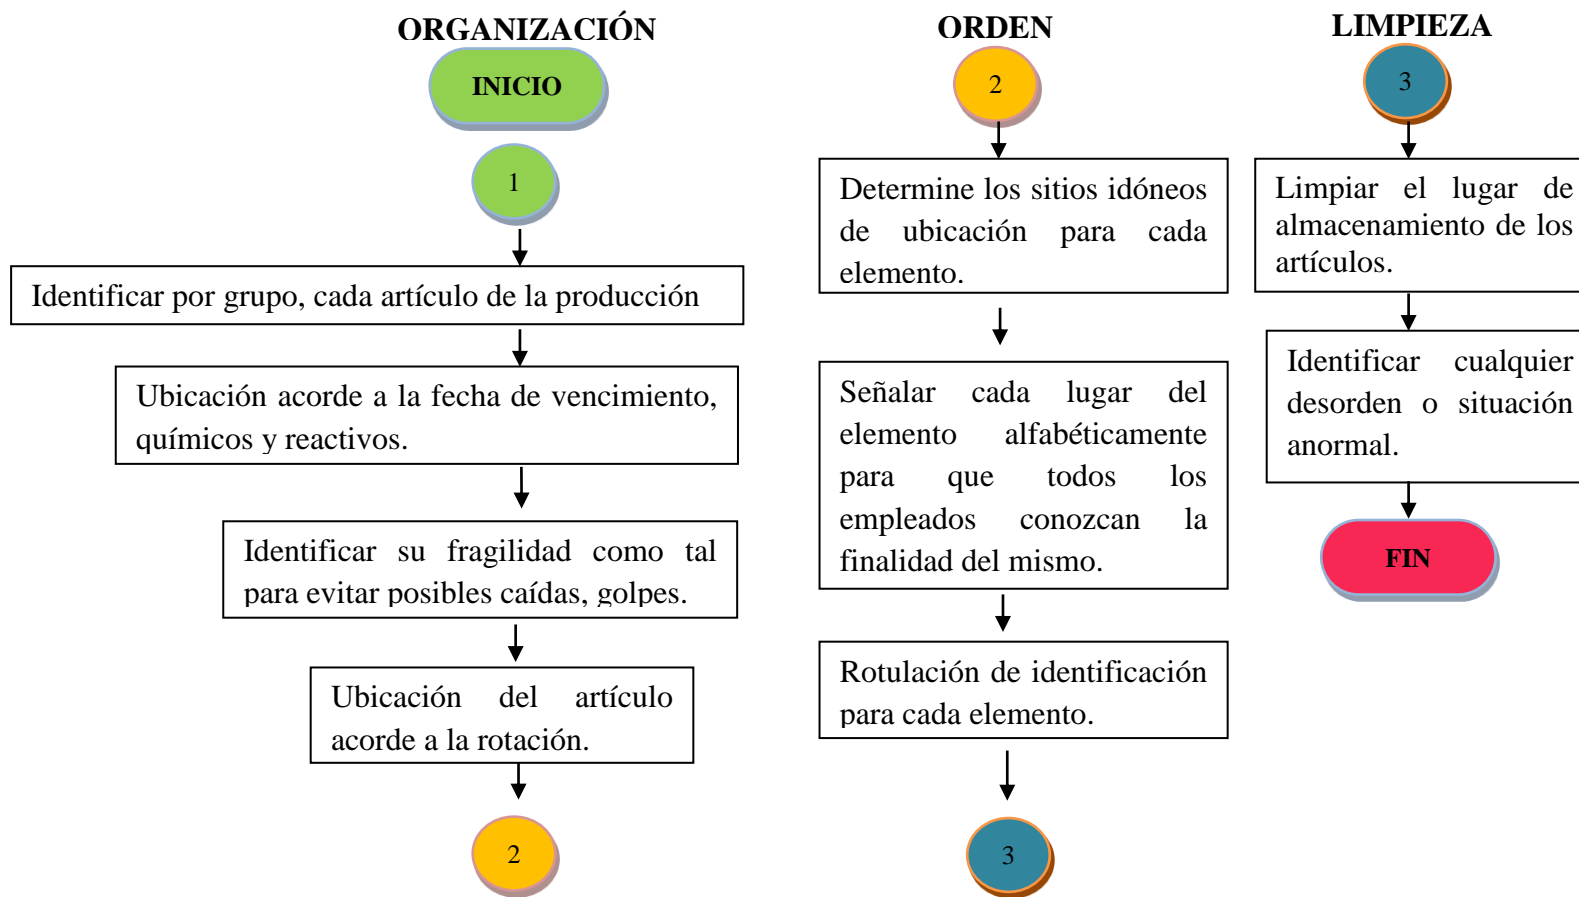 ORGANIZACIÓN
INICIO
1
Identificar por grupo, cada artículo de la producción
Ubicación acorde a la fecha de vencimiento,
químicos y reactivos.
Identificar su fragilidad como tal
para evitar posibles caídas, golpes.
Ubicación del artículo
acorde a la rotación.
2
ORDEN
2
Determine los sitios idóneos
de ubicación para cada
elemento.
Señalar cada lugar del
elemento alfabéticamente
para que todos los
empleados conozcan la
finalidad del mismo.
Rotulación de identificación
para cada elemento.
3
LIMPIEZA
3
Limpiar el lugar de
almacenamiento de los
artículos.
Identificar cualquier
desorden o situación
anormal.
FIN